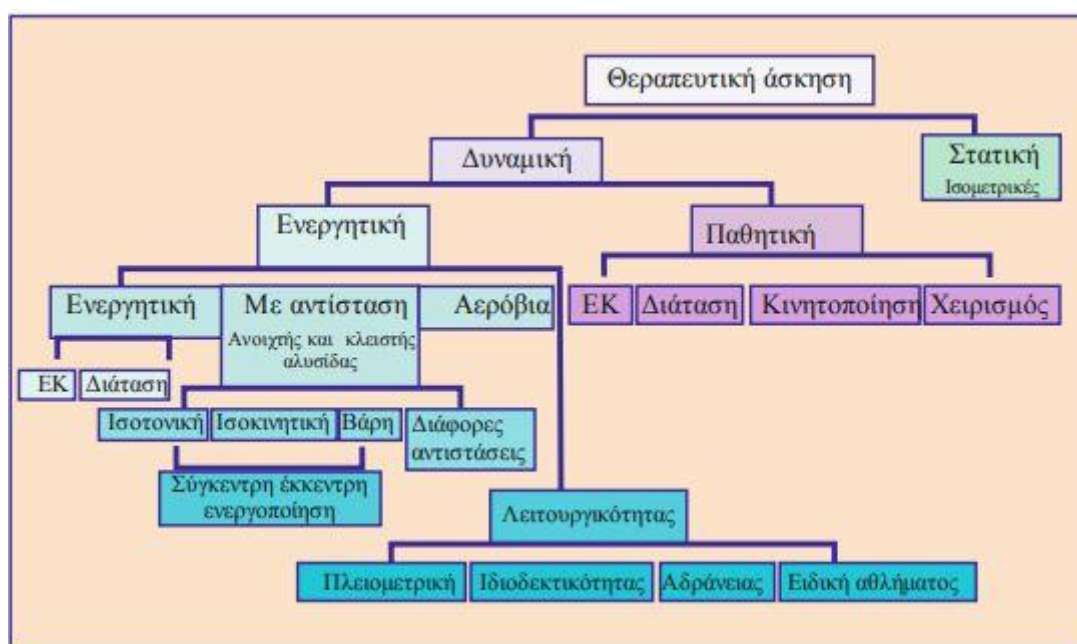 Θεραπευτική άσκηση
Δυναμική
Στατική
Ισομετρικές
Ενεργητική
Παθητική
Ενεργητική
Με αντίσταση
Ανοιχτής και κλειστής
αλυσίδας
Αερόβια
ΕΚ
Διάταση
Κινητοποίηση
Χειρισμός
ΕΚ
Διάταση
Ισοτονική
Ισοκινητική
Βάρη
Διάφορες
αντιστάσεις
Σύγκεντρη έκκεντρη
ενεργοποίηση
Λειτουργικότητας
Πλειομετρική
Ιδιοδεκτικότητας
Αδράνειας
Ειδική αθλήματος